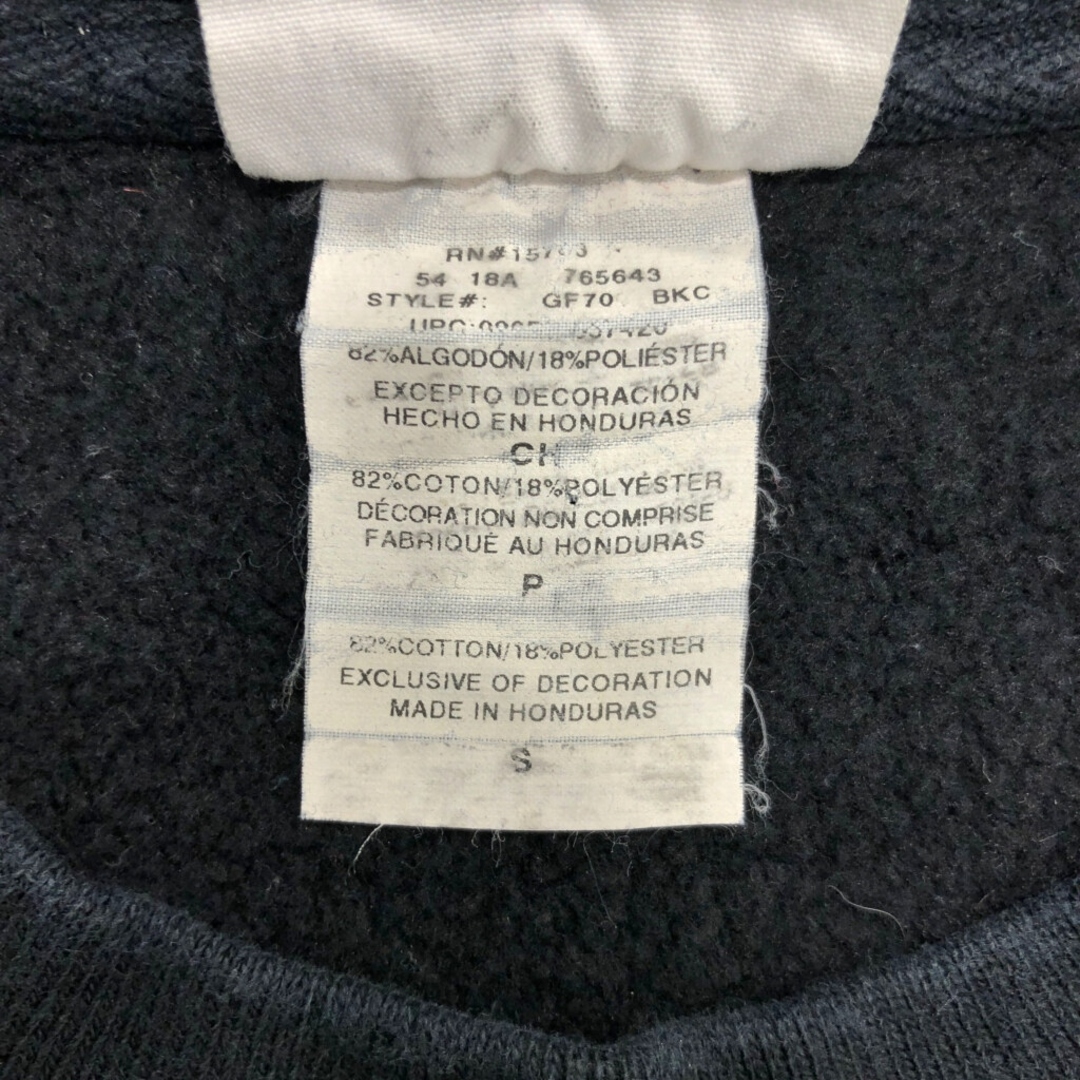 54 18A 765643
STYLE#: GF70 BKC
82%ALGODÓN/18%POLIÉSTER
EXCEPTO DECORACIÓN
HECHO EN HONDURAS
CH
82%COTON/18%POLYÉSTER
DÉCORATION NON COMPRISE
FABRIQUÉ AU HONDURAS
P
82%COTTON/18%POLYESTER
EXCLUSIVE OF DECORATION
MADE IN HONDURAS
S